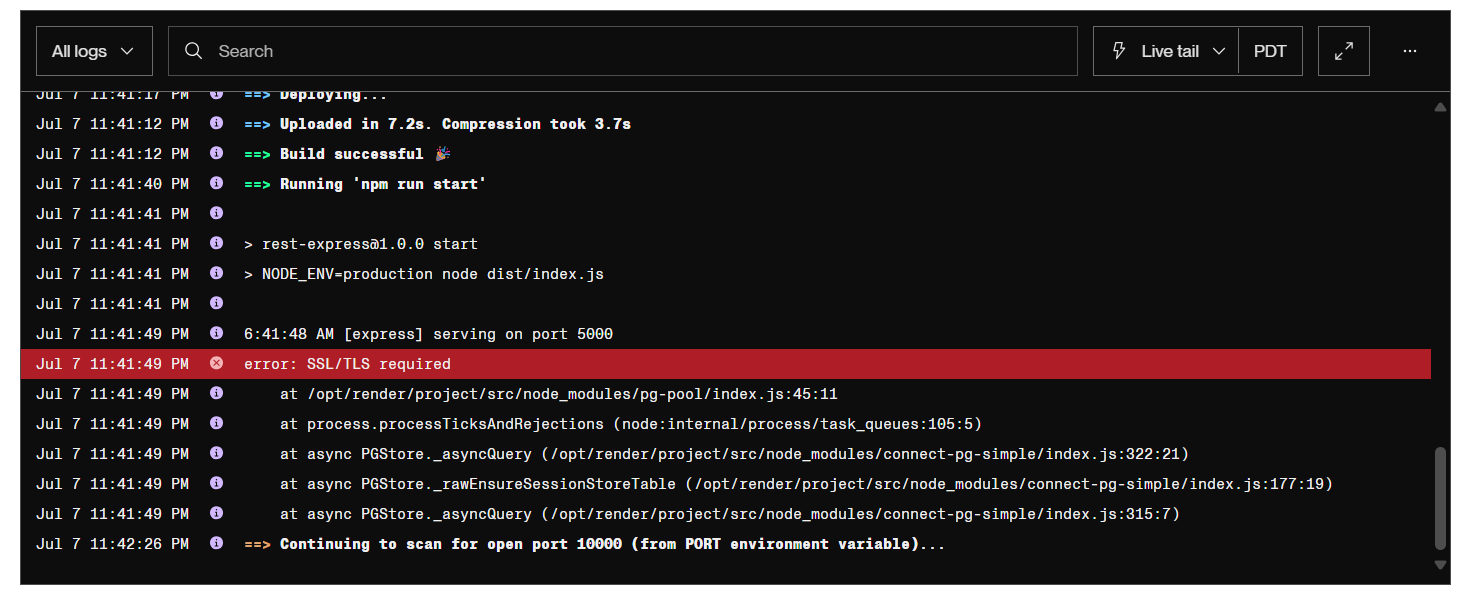 All logs
Search
Live tail
PDT
...
Jul 7 11:41:17 PM ==> Deploying...
Jul 7 11:41:12 PM ==> Uploaded in 7.2s. Compression took 3.7s
Jul 7 11:41:12 PM ==> Build successful 🎉
Jul 7 11:41:40 PM ==> Running 'npm run start'
Jul 7 11:41:41 PM
Jul 7 11:41:41 PM > rest-express@1.0.0 start
Jul 7 11:41:41 PM > NODE_ENV=production node dist/index.js
Jul 7 11:41:41 PM
Jul 7 11:41:49 PM 6:41:48 AM [express] serving on port 5000
Jul 7 11:41:49 PM error: SSL/TLS required
Jul 7 11:41:49 PM at /opt/render/project/src/node_modules/pg-pool/index.js:45:11
Jul 7 11:41:49 PM at process.processTicksAndRejections (node:internal/process/task_queues:105:5)
Jul 7 11:41:49 PM at async PGStore._asyncQuery (/opt/render/project/src/node_modules/connect-pg-simple/index.js:322:21)
Jul 7 11:41:49 PM at async PGStore._rawEnsureSessionStoreTable (/opt/render/project/src/node_modules/connect-pg-simple/index.js:177:19)
Jul 7 11:41:49 PM at async PGStore._asyncQuery (/opt/render/project/src/node_modules/connect-pg-simple/index.js:315:7)
Jul 7 11:42:26 PM ==> Continuing to scan for open port 10000 (from PORT environment variable)...